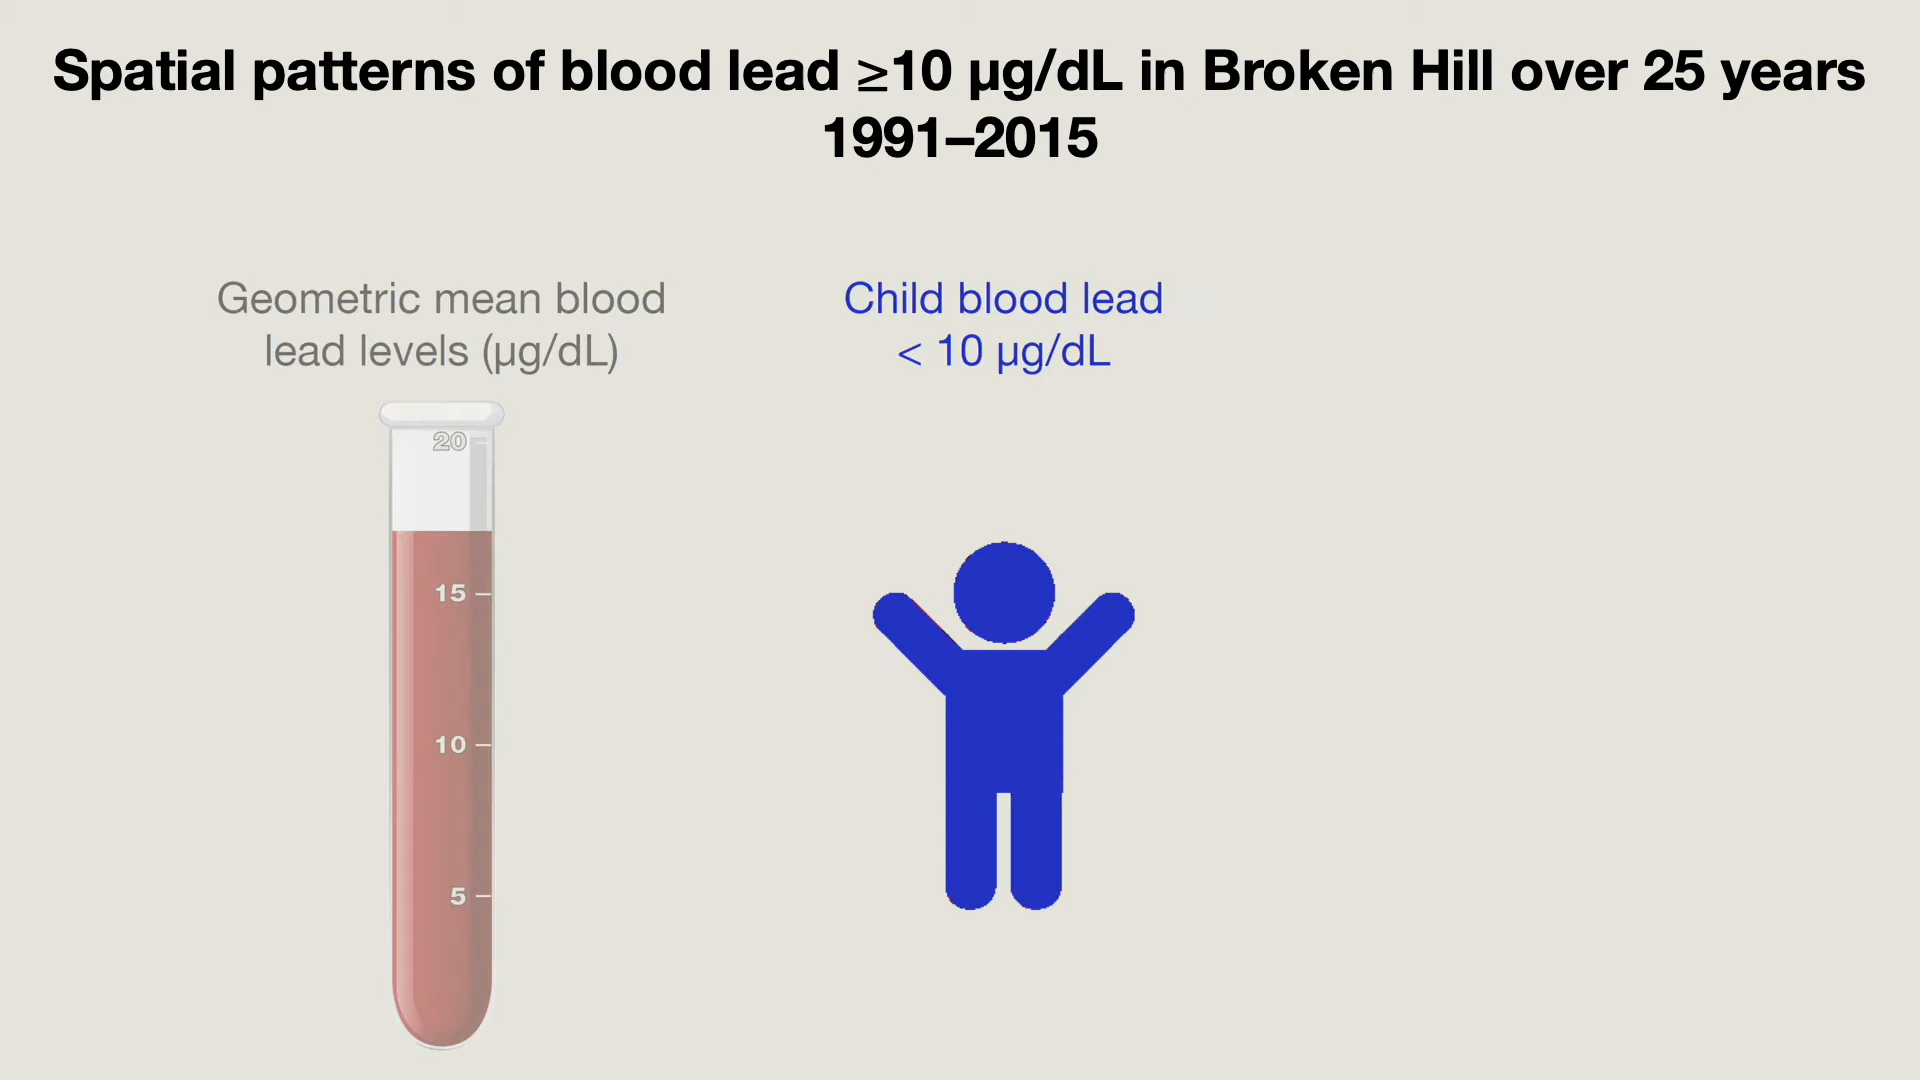 Spatial patterns of blood lead ≥10 µg/dL in Broken Hill over 25 years
1991–2015
Geometric mean blood
lead levels (µg/dL)
Child blood lead
< 10 µg/dL
20
15
10
5